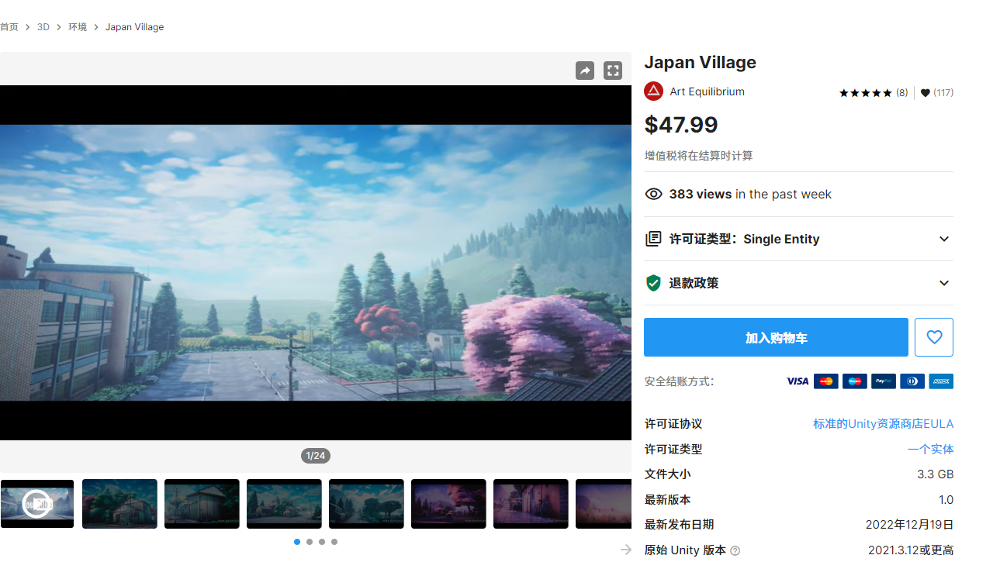 首页 > 3D > 环境 > Japan Village
Japan Village
Art Equilibrium
(8)
(117)
$47.99
增值税将在结算时计算
383 views in the past week
许可证类型：Single Entity
退款政策
加入购物车
安全结账方式：
VISA PayPal AMEX
许可证协议 标准的Unity资源商店EULA
许可证类型 一个实体
文件大小 3.3 GB
最新版本 1.0
最新发布日期 2022年12月19日
原始 Unity 版本 2021.3.12或更高
1/24